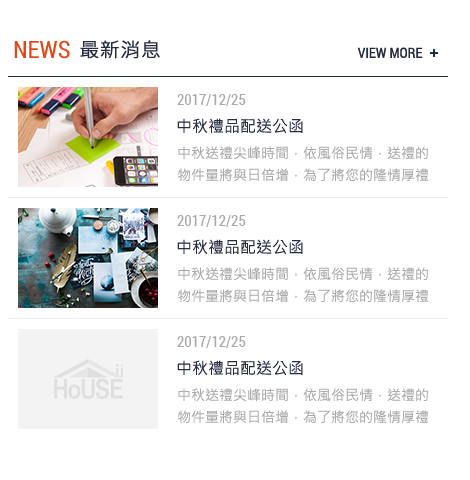 NEWS 最新消息
VIEW MORE +
2017/12/25
中秋禮品配送公函
中秋送禮尖峰時間，依風俗民情，送禮的
物件量將與日倍增，為了將您的隆情厚禮
2017/12/25
中秋禮品配送公函
中秋送禮尖峰時間，依風俗民情，送禮的
物件量將與日倍增，為了將您的隆情厚禮
HoUSE
2017/12/25
中秋禮品配送公函
中秋送禮尖峰時間，依風俗民情，送禮的
物件量將與日倍增，為了將您的隆情厚禮